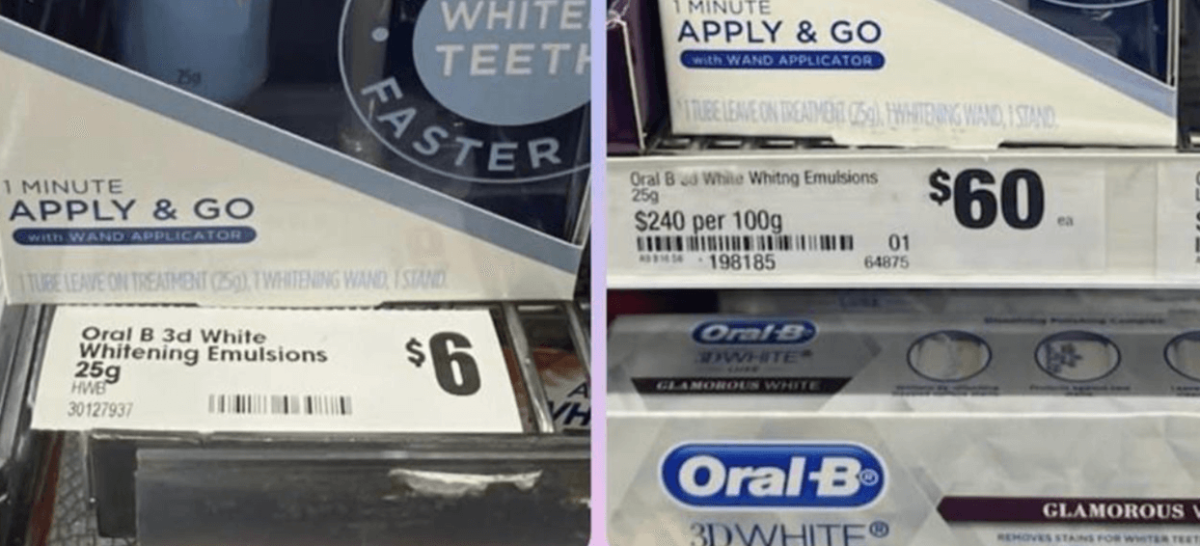 25g
WHITE
TEETH
FASTER
1 MINUTE
APPLY & GO
with WAND APPLICATOR
1 TUBE LEAVE ON TREATMENT (25g), 1 WHITENING WAND, 1 STAND.
Oral B 3d White
Whitening Emulsions
25g
HWB
30127937
$6
1 MINUTE
APPLY & GO
with WAND APPLICATOR
1 TUBE LEAVE ON TREATMENT (25g), 1 WHITENING WAND, 1 STAND.
Oral B 3d White Whitng Emulsions
25g
$240 per 100g
$60 ea
01
198185
64875
Oral-B
3DWHITE
LUXE
GLAMOROUS WHITE
Oral-B®
3DWHITE®
GLAMOROUS
REMOVES STAINS FOR WHITER TEET